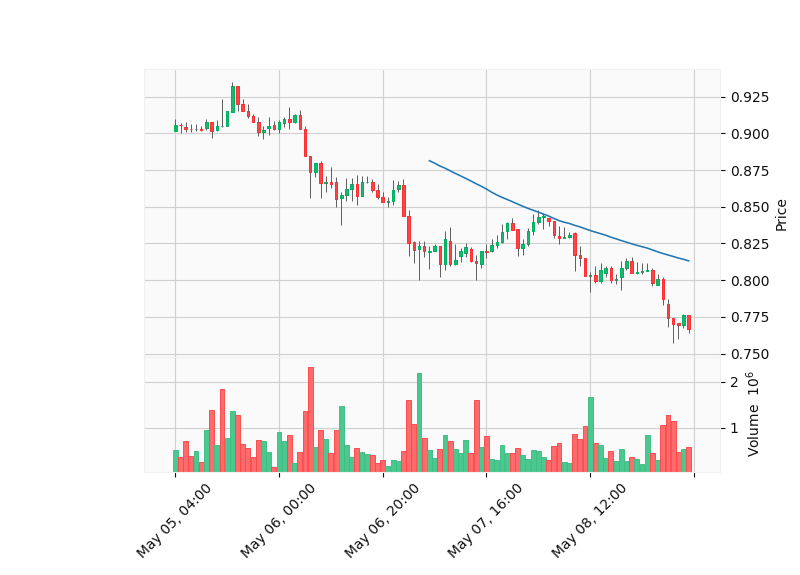 0.925
0.900
0.875
0.850
0.825
0.800
0.775
0.750
Price
2
1
Volume 10⁶
May 05, 04:00
May 06, 00:00
May 06, 20:00
May 07, 16:00
May 08, 12:00